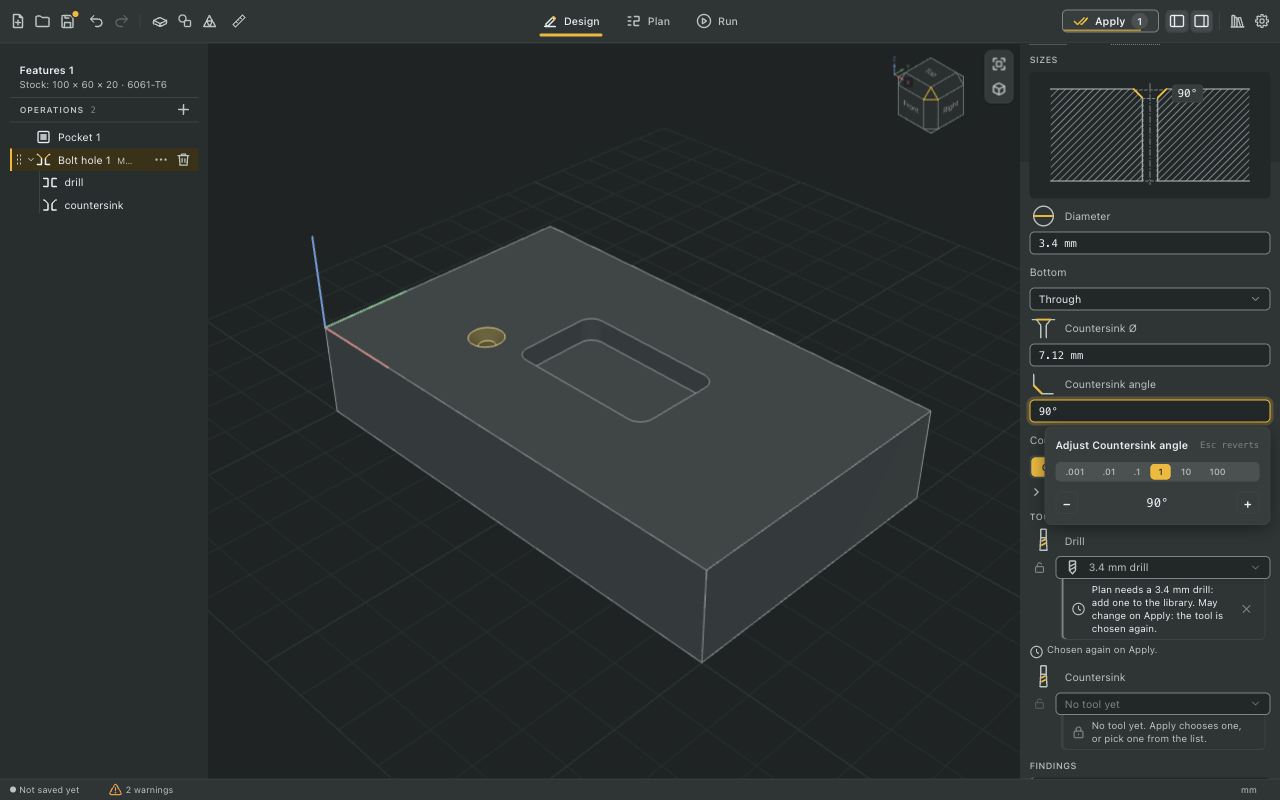 Design
Plan
Run
Apply 1
Features 1
Stock: 100 × 60 × 20 · 6061-T6
OPERATIONS 2
Pocket 1
Bolt hole 1 M...
drill
countersink
Top
Front
Right
SIZES
90°
Diameter
3.4 mm
Bottom
Through
Countersink Ø
7.12 mm
Countersink angle
90°
Adjust Countersink angle Esc reverts
.001 .01 .1 1 10 100
− 90° +
Drill
3.4 mm drill
Plan needs a 3.4 mm drill:
add one to the library. May
change on Apply: the tool is
chosen again.
Chosen again on Apply.
Countersink
No tool yet
No tool yet. Apply chooses one,
or pick one from the list.
FINDINGS
Not saved yet
2 warnings
mm